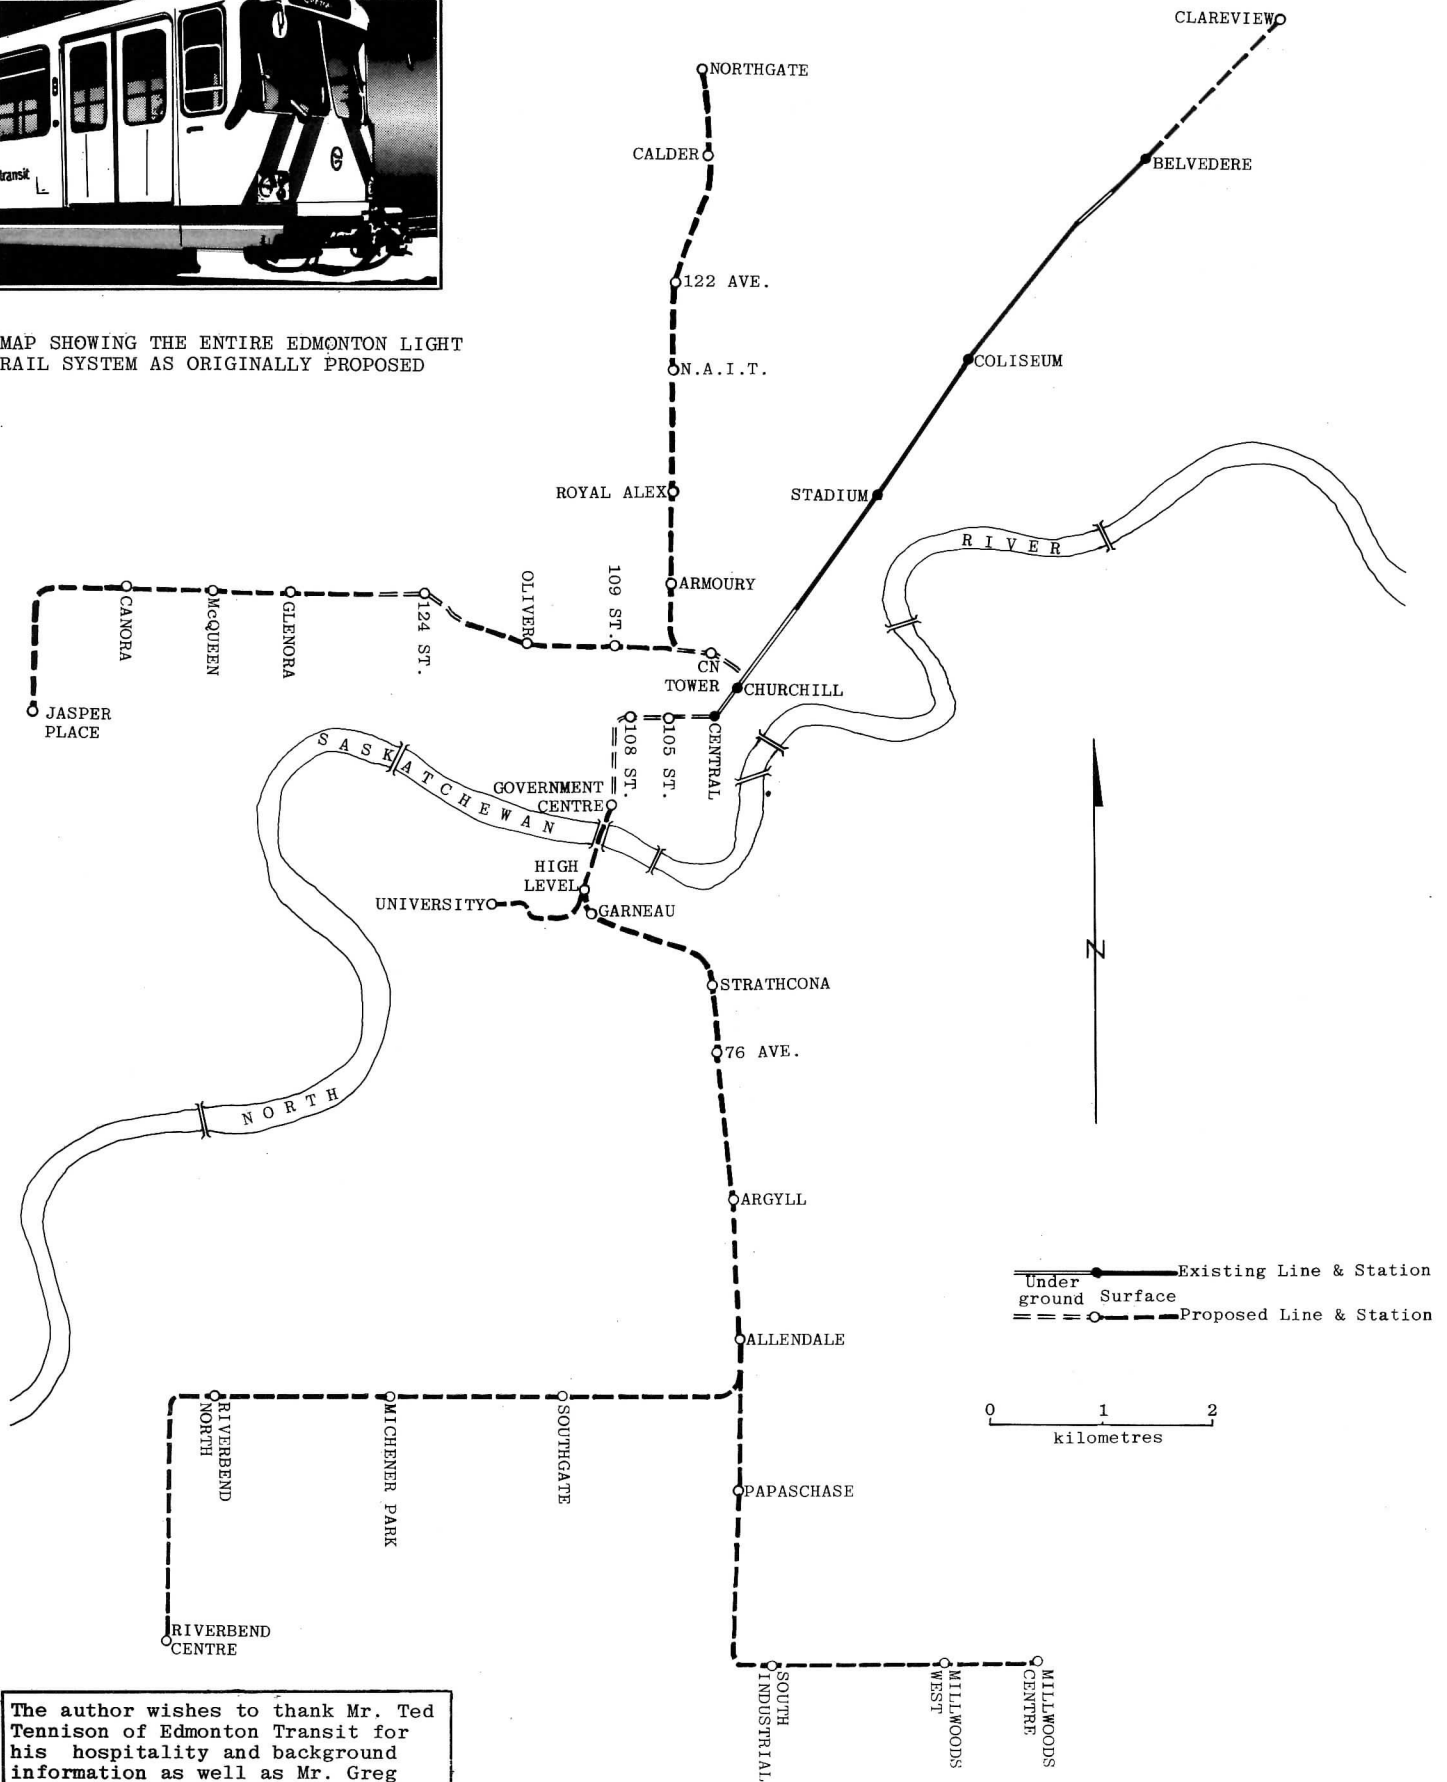 transit
MAP SHOWING THE ENTIRE EDMONTON LIGHT
RAIL SYSTEM AS ORIGINALLY PROPOSED
CLAREVIEW
NORTHGATE
CALDER
BELVEDERE
122 AVE.
N.A.I.T.
COLISEUM
ROYAL ALEX
STADIUM
RIVER
ARMOURY
CANORA
McQUEEN
GLENORA
124 ST.
OLIVER
109 ST.
CN
TOWER
CHURCHILL
JASPER
PLACE
108 ST.
105 ST.
CENTRAL
SASKATCHEWAN
GOVERNMENT
CENTRE
HIGH
LEVEL
UNIVERSITY
GARNEAU
N
STRATHCONA
76 AVE.
NORTH
ARGYLL
Existing Line & Station
Under
ground
Surface
Proposed Line & Station
ALLENDALE
RIVERBEND
NORTH
MICHENER PARK
SOUTHGATE
0 1 2
kilometres
PAPASCHASE
RIVERBEND
CENTRE
SOUTH
INDUSTRIAL
MILLWOODS
WEST
MILLWOODS
CENTRE
The author wishes to thank Mr. Ted
Tennison of Edmonton Transit for
his hospitality and background
information as well as Mr. Greg